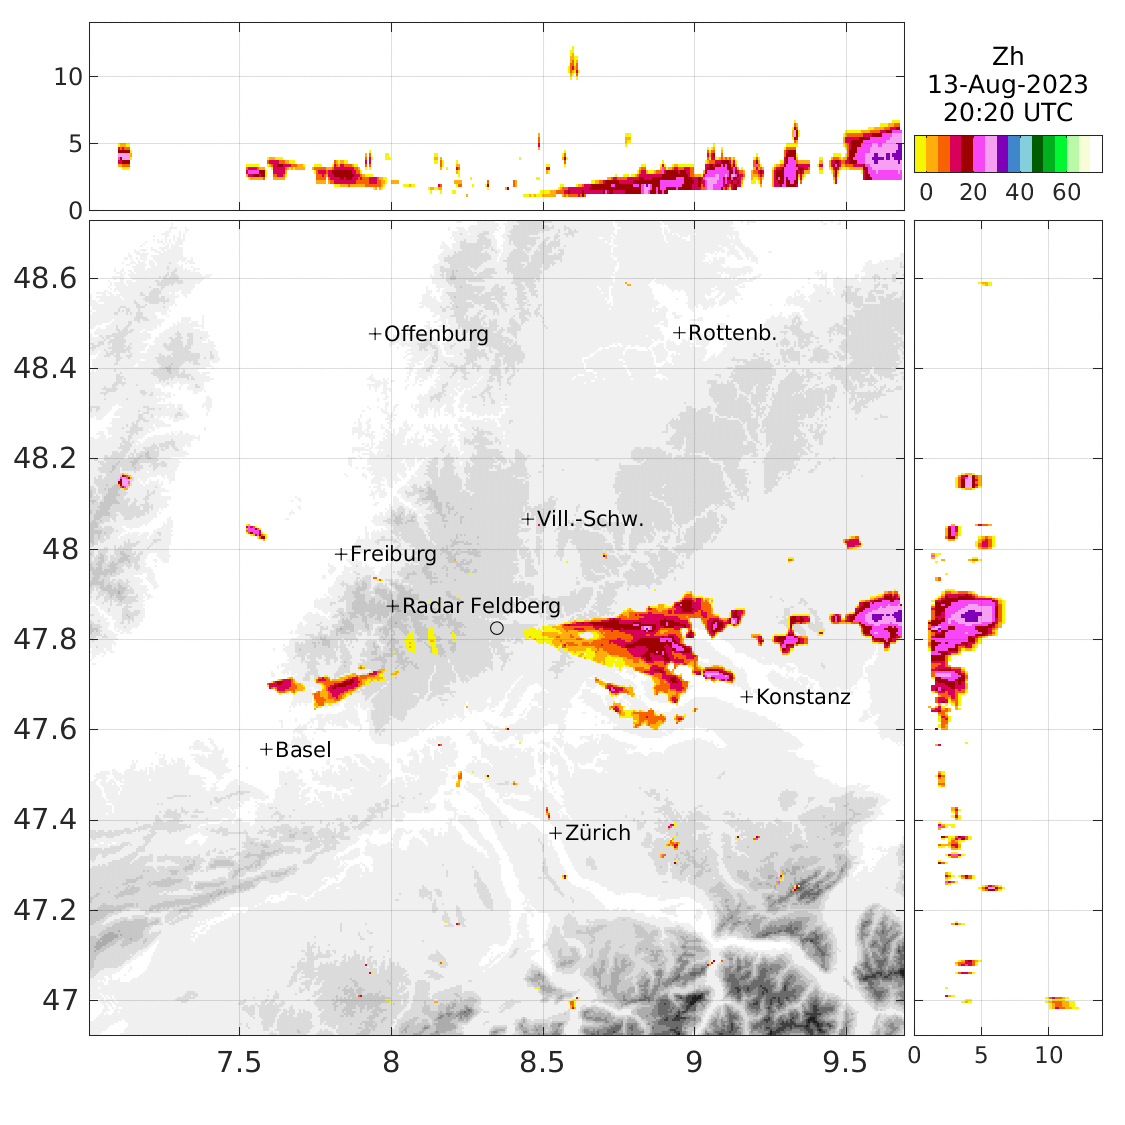 10
5
0
Zh
13-Aug-2023
20:20 UTC
0 20 40 60
48.6
48.4
48.2
48
47.8
47.6
47.4
47.2
47
+Offenburg
+Rottenb.
+Vill.-Schw.
+Freiburg
+Radar Feldberg
+Konstanz
+Basel
+Zürich
7.5 8 8.5 9 9.5
0 5 10